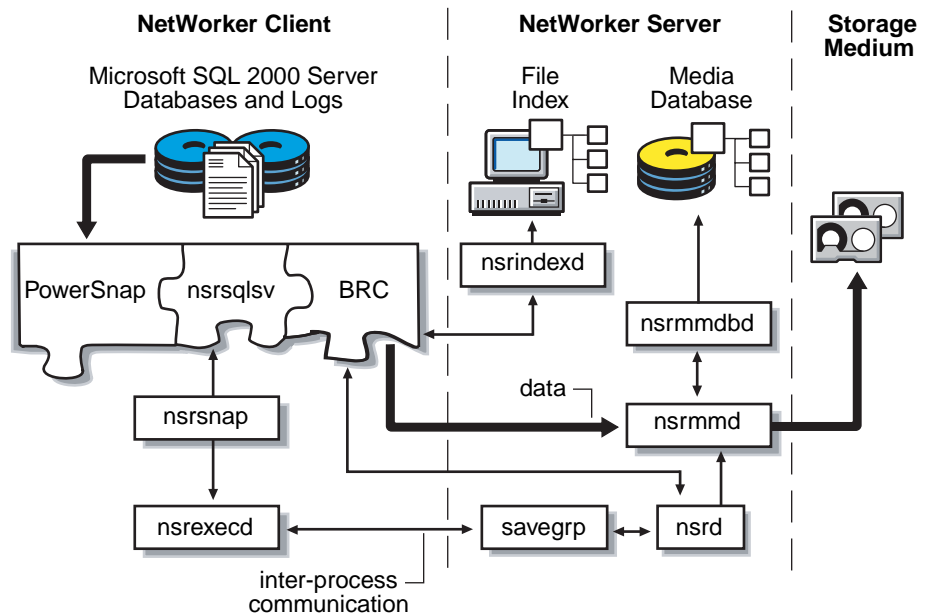 NetWorker Client
NetWorker Server
Storage
Medium
Microsoft SQL 2000 Server
Databases and Logs
File
Index
Media
Database
PowerSnap
nsrsqlsv
BRC
nsrindexd
nsrmmdbd
data
nsrsnap
nsrmmd
nsrexecd
savegrp
nsrd
inter-process
communication